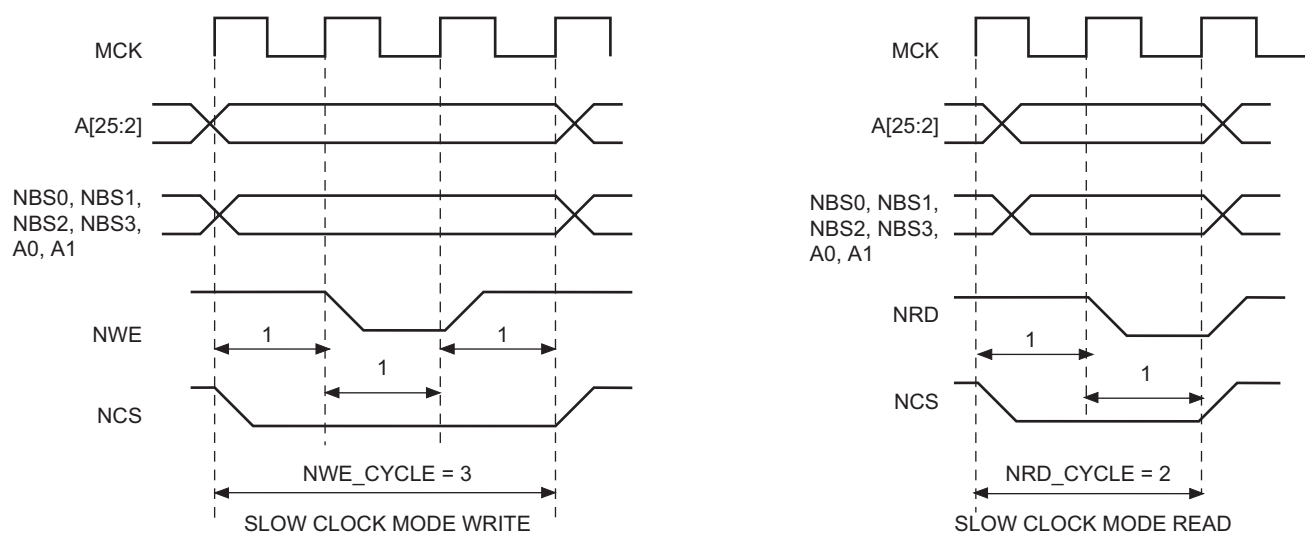 MCK
A[25:2]
NBS0, NBS1,
NBS2, NBS3,
A0, A1
NWE
1
1
1
NCS
NWE_CYCLE = 3
SLOW CLOCK MODE WRITE
MCK
A[25:2]
NBS0, NBS1,
NBS2, NBS3,
A0, A1
NRD
1
1
NCS
NRD_CYCLE = 2
SLOW CLOCK MODE READ